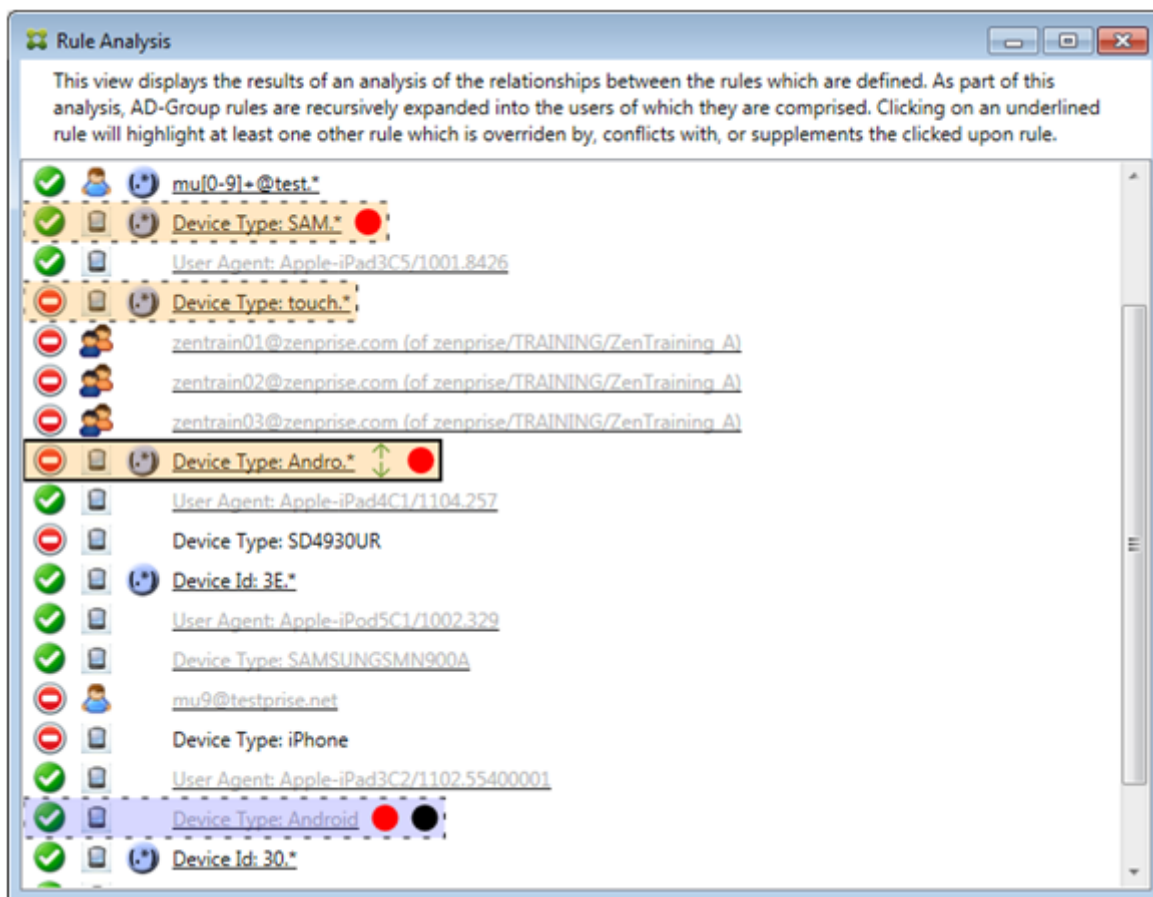 Rule Analysis
This view displays the results of an analysis of the relationships between the rules which are defined. As part of this
analysis, AD-Group rules are recursively expanded into the users of which they are comprised. Clicking on an underlined
rule will highlight at least one other rule which is overriden by, conflicts with, or supplements the clicked upon rule.
(.*) mu[0-9]+@test.*
(.*) Device Type: SAM.*
User Agent: Apple-iPad3C5/1001.8426
(.*) Device Type: touch.*
zentrain01@zenprise.com (of zenprise/TRAINING/ZenTraining A)
zentrain02@zenprise.com (of zenprise/TRAINING/ZenTraining A)
zentrain03@zenprise.com (of zenprise/TRAINING/ZenTraining A)
(.*) Device Type: Andro.*
User Agent: Apple-iPad4C1/1104.257
Device Type: SD4930UR
(.*) Device Id: 3E.*
User Agent: Apple-iPod5C1/1002.329
Device Type: SAMSUNGSMN900A
mu9@testprise.net
Device Type: iPhone
User Agent: Apple-iPad3C2/1102.55400001
Device Type: Android
(.*) Device Id: 30.*